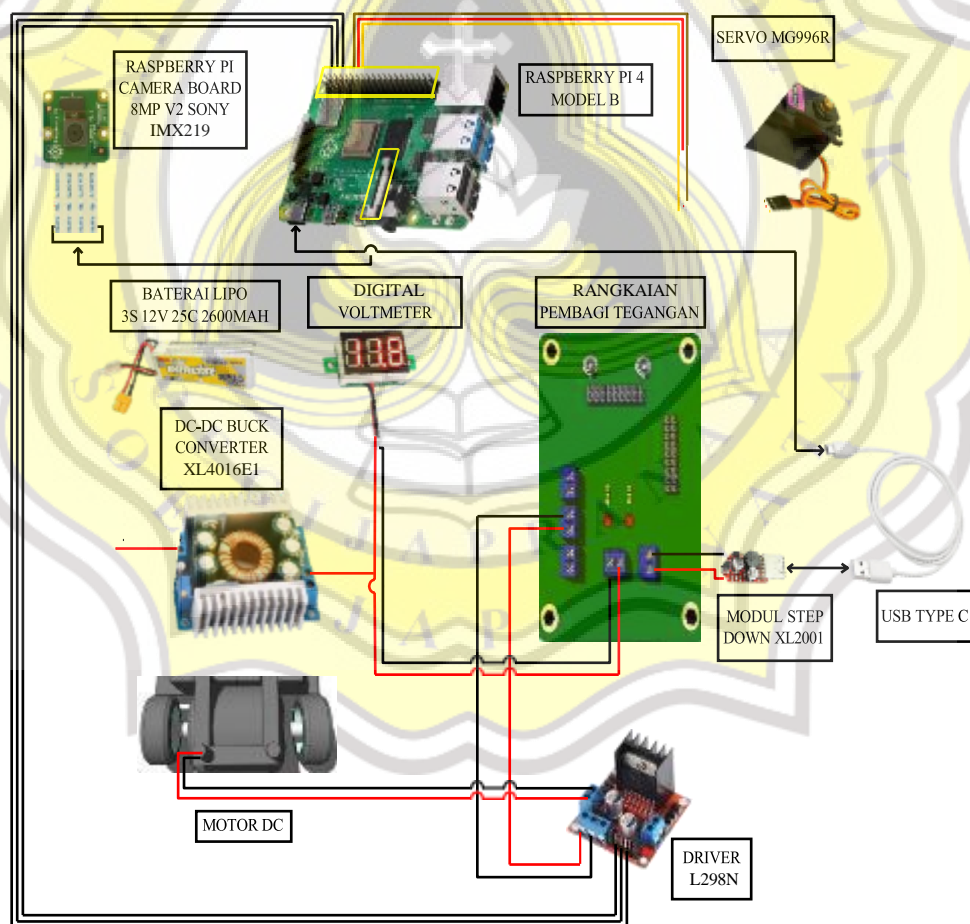 SERVO MG996R
RASPBERRY PI
CAMERA BOARD
8MP V2 SONY
IMX219
RASPBERRY PI 4
MODEL B
BATERAI LIPO
3S 12V 25C 2600MAH
DIGITAL
VOLTMETER
RANGKAIAN
PEMBAGI TEGANGAN
DC-DC BUCK
CONVERTER
XL4016E1
MODUL STEP
DOWN XL2001
USB TYPE C
MOTOR DC
DRIVER
L298N